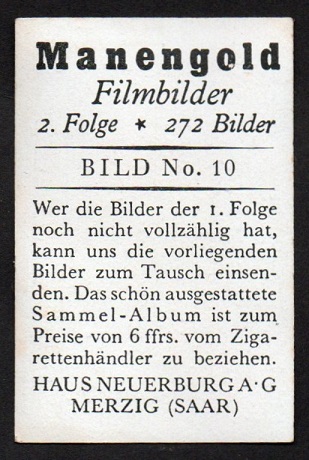 Manengold
Filmbilder
2. Folge ★ 272 Bilder
BILD No. 10
Wer die Bilder der 1. Folge
noch nicht vollzählig hat,
kann uns die vorliegenden
Bilder zum Tausch einsen-
den. Das schön ausgestattete
Sammel-Album ist zum
Preise von 6 ffrs. vom Ziga-
rettenhändler zu beziehen.
HAUS NEUERBURG A·G
MERZIG (SAAR)